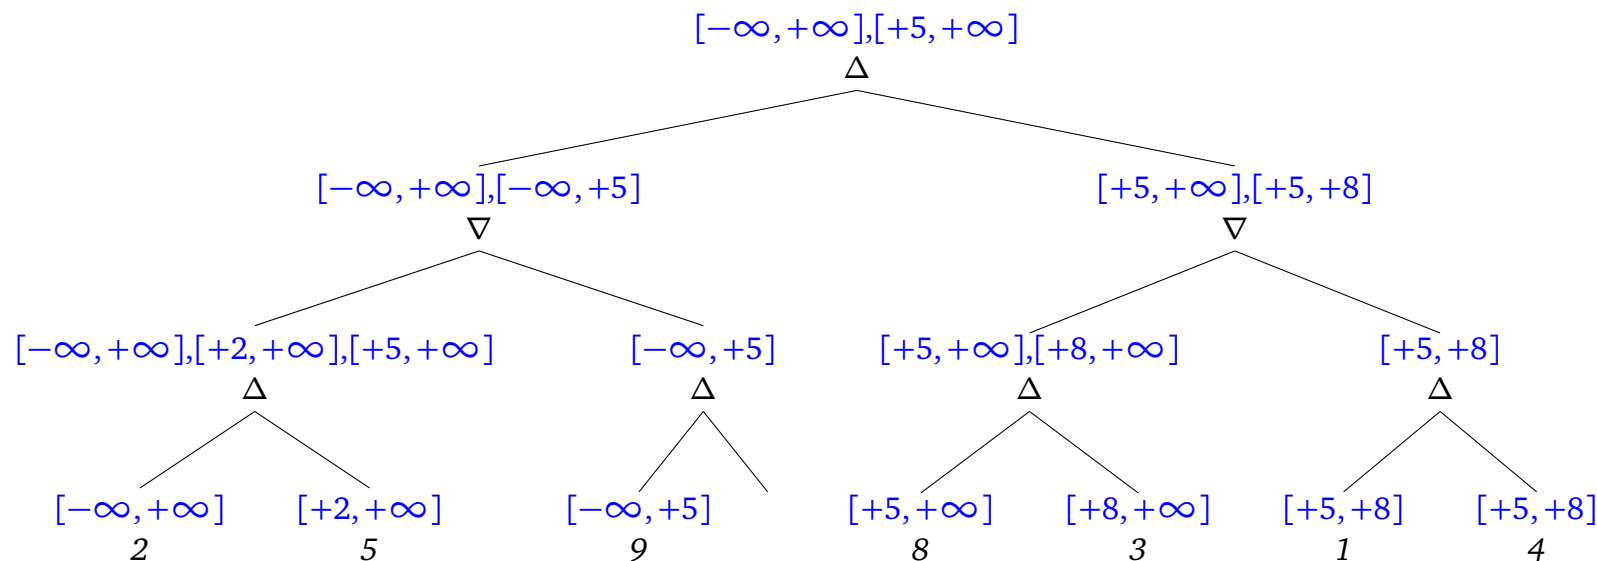 [−∞, +∞],[+5, +∞]
Δ
[−∞, +∞],[−∞, +5] [+5, +∞],[+5, +8]
∇ ∇
[−∞, +∞],[+2, +∞],[+5, +∞] [−∞, +5] [+5, +∞],[+8, +∞] [+5, +8]
Δ Δ Δ Δ
[−∞, +∞] [+2, +∞] [−∞, +5] [+5, +∞] [+8, +∞] [+5, +8] [+5, +8]
2 5 9 8 3 1 4